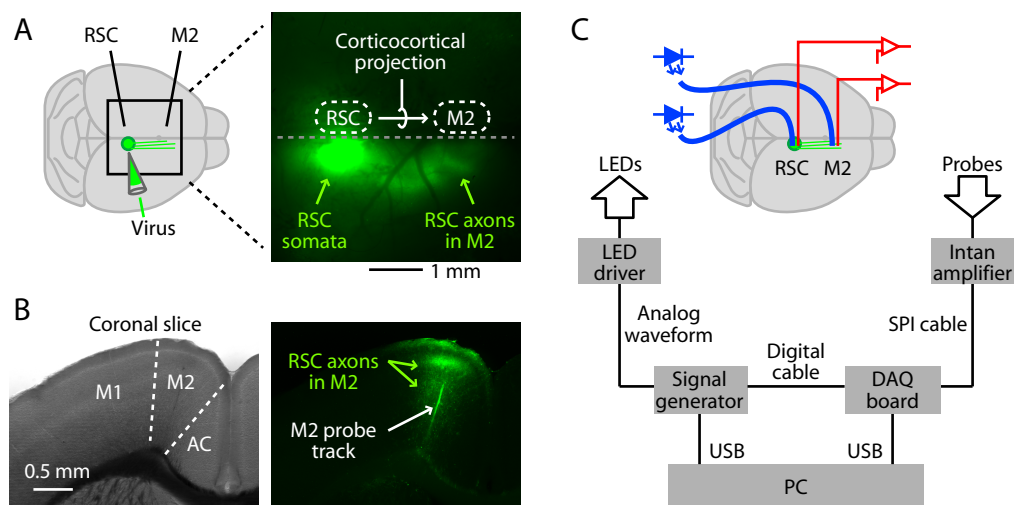 A
RSC
M2
Virus
Corticocortical
projection
RSC
M2
RSC
somata
RSC axons
in M2
1 mm
B
Coronal slice
M1
M2
AC
0.5 mm
RSC axons
in M2
M2 probe
track
C
RSC
M2
LEDs
Probes
LED
driver
Intan
amplifier
Analog
waveform
SPI cable
Digital
cable
Signal
generator
DAQ
board
USB
USB
PC